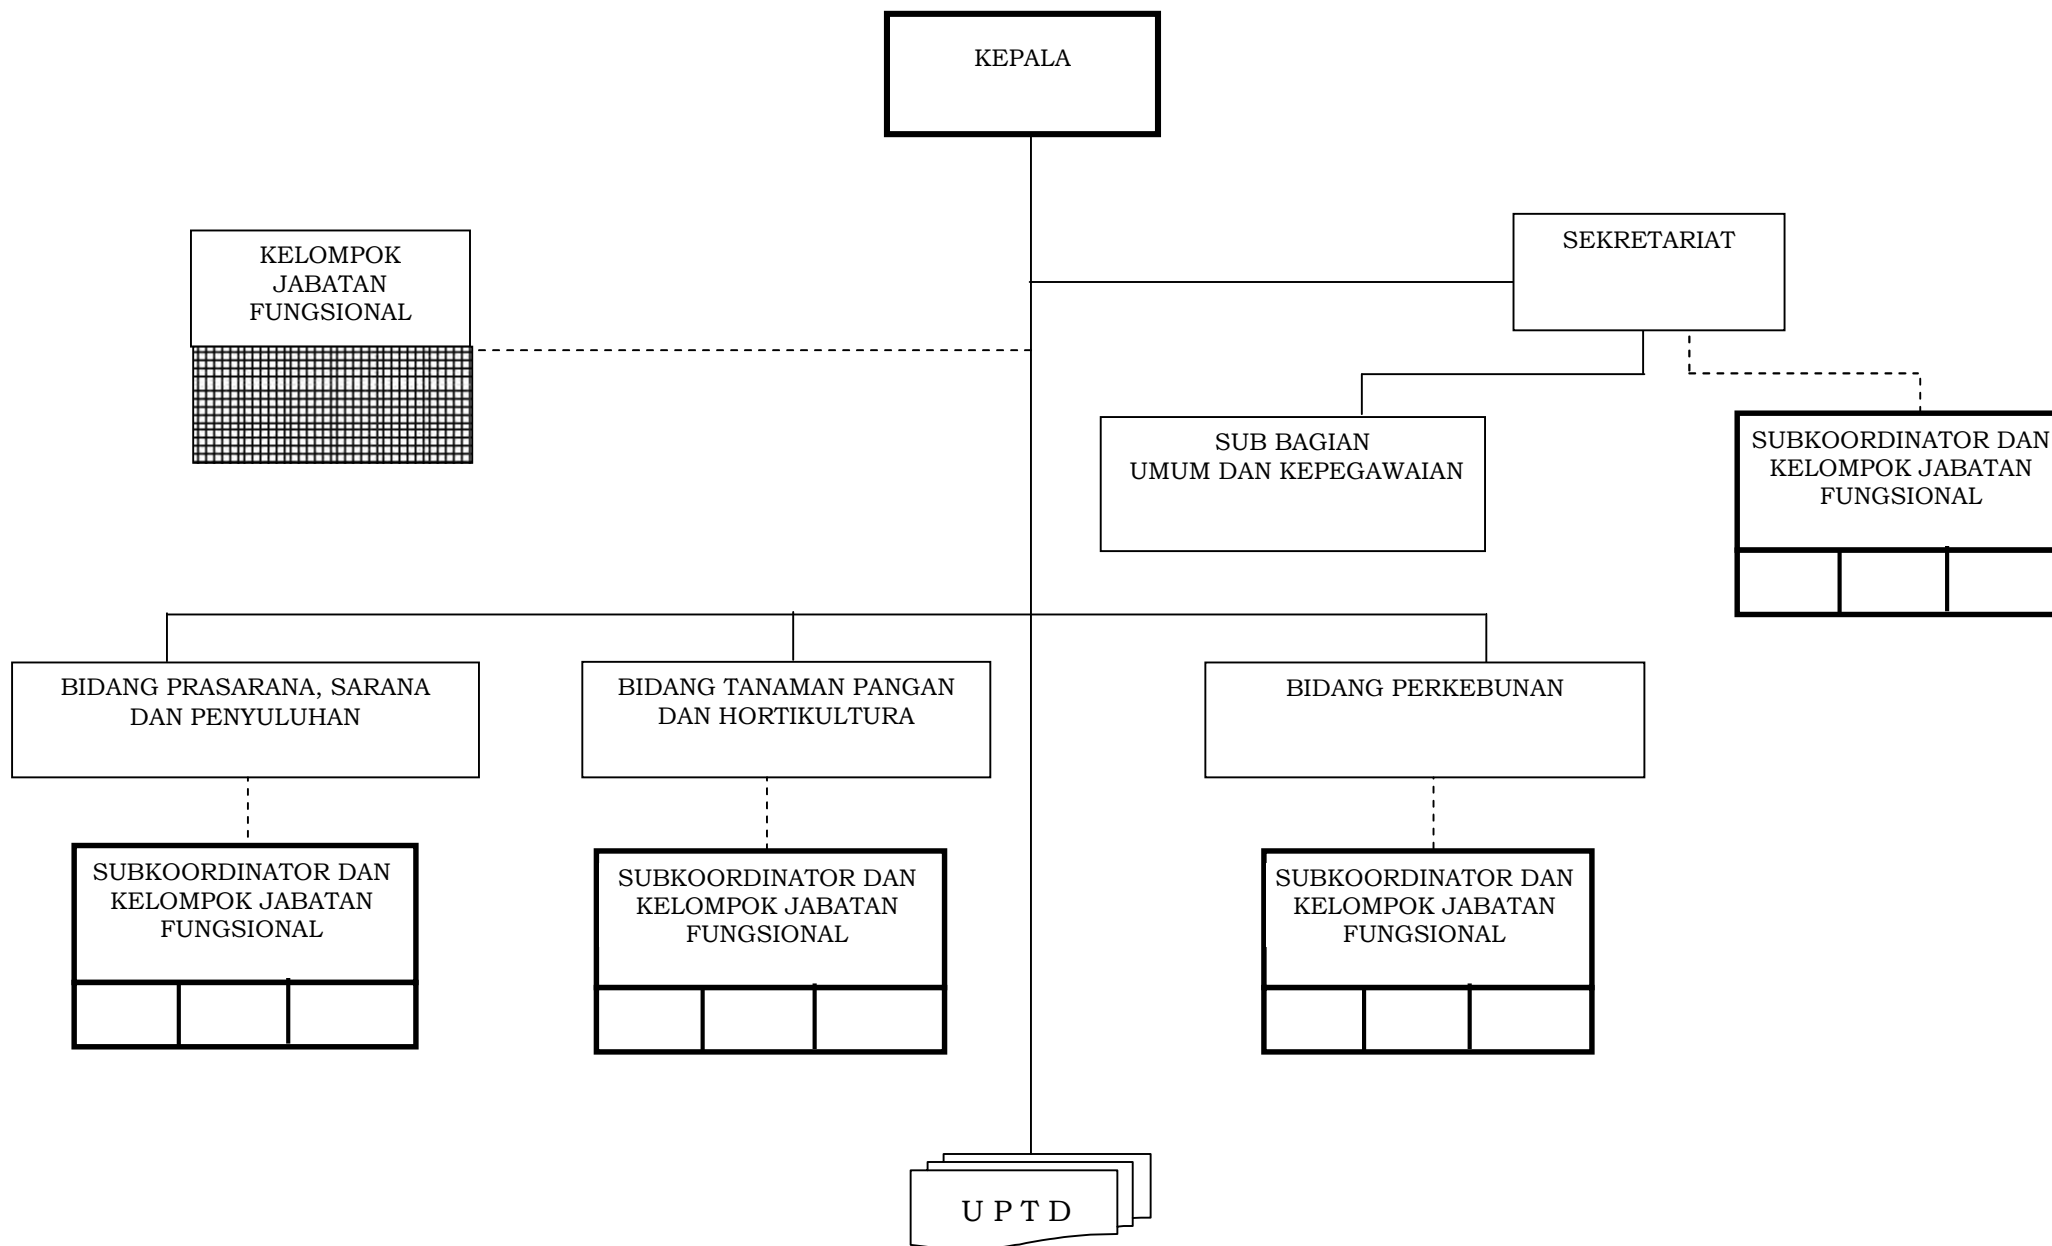 KEPALA
KELOMPOK
JABATAN
FUNGSIONAL
SEKRETARIAT
SUB BAGIAN
UMUM DAN KEPEGAWAIAN
SUBKOORDINATOR DAN
KELOMPOK JABATAN
FUNGSIONAL
BIDANG PRASARANA, SARANA
DAN PENYULUHAN
BIDANG TANAMAN PANGAN
DAN HORTIKULTURA
BIDANG PERKEBUNAN
SUBKOORDINATOR DAN
KELOMPOK JABATAN
FUNGSIONAL
SUBKOORDINATOR DAN
KELOMPOK JABATAN
FUNGSIONAL
SUBKOORDINATOR DAN
KELOMPOK JABATAN
FUNGSIONAL
U P T D